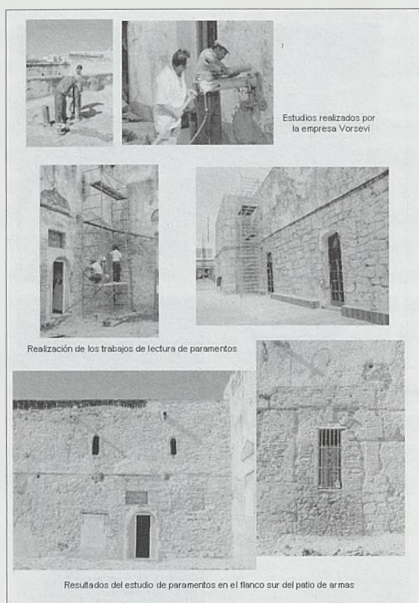 Estudios realizados por
la empresa Vorsevi
Realización de los trabajos de lectura de paramentos
Resultados del estudio de paramentos en el flanco sur del patio de armas